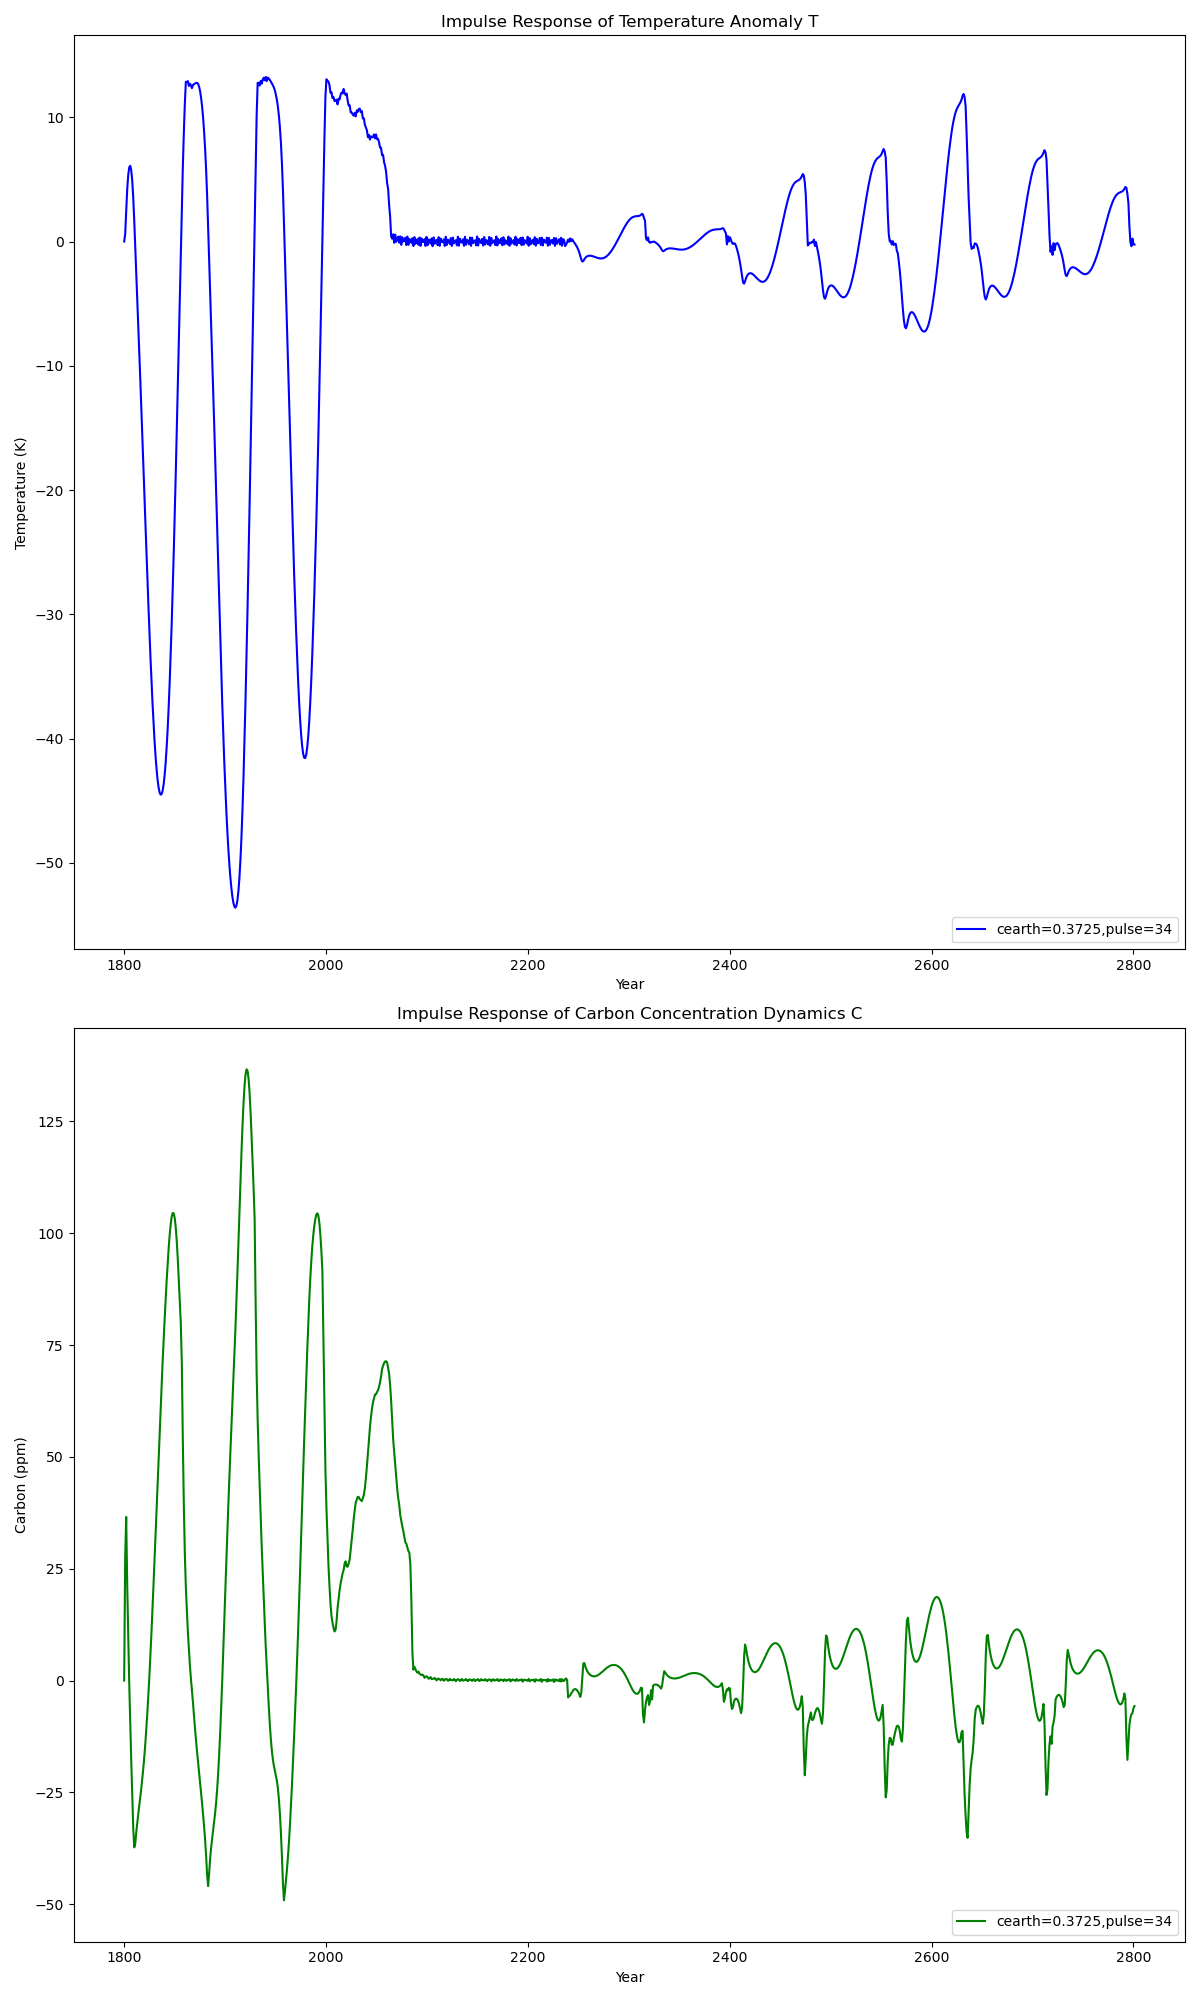 Impulse Response of Temperature Anomaly T
Temperature (K)
10
0
−10
−20
−30
−40
−50
cearth=0.3725,pulse=34
1800 2000 2200 2400 2600 2800
Year
Impulse Response of Carbon Concentration Dynamics C
Carbon (ppm)
125
100
75
50
25
0
−25
−50
cearth=0.3725,pulse=34
1800 2000 2200 2400 2600 2800
Year